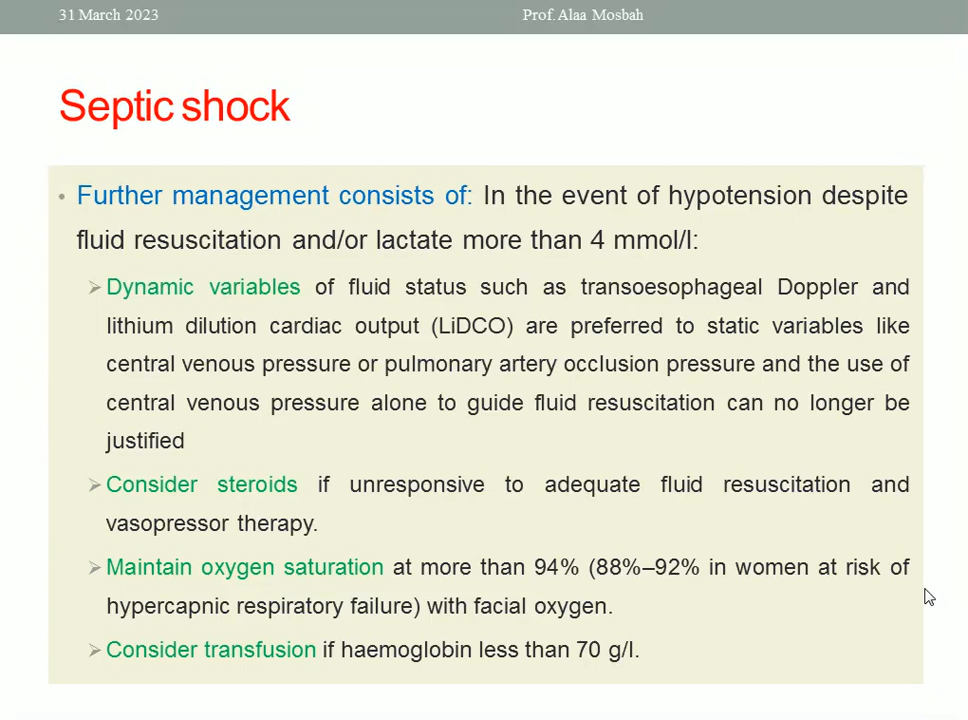 31 March 2023
Prof. Alaa Mosbah
Septic shock
• Further management consists of: In the event of hypotension despite
fluid resuscitation and/or lactate more than 4 mmol/l:
➢ Dynamic variables of fluid status such as transoesophageal Doppler and
lithium dilution cardiac output (LiDCO) are preferred to static variables like
central venous pressure or pulmonary artery occlusion pressure and the use of
central venous pressure alone to guide fluid resuscitation can no longer be
justified
➢ Consider steroids if unresponsive to adequate fluid resuscitation and
vasopressor therapy.
➢ Maintain oxygen saturation at more than 94% (88%–92% in women at risk of
hypercapnic respiratory failure) with facial oxygen.
➢ Consider transfusion if haemoglobin less than 70 g/l.